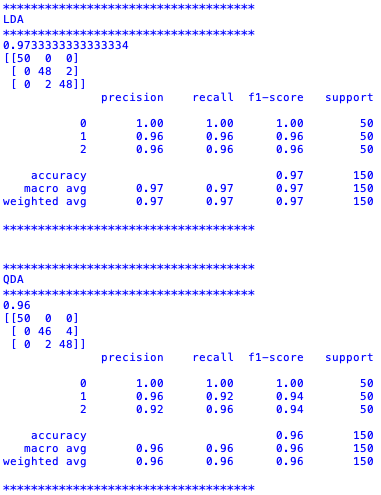 ************************************
LDA
************************************
0.9733333333333334
[[50  0  0]
 [ 0 48  2]
 [ 0  2 48]]
              precision    recall  f1-score   support

           0       1.00      1.00      1.00        50
           1       0.96      0.96      0.96        50
           2       0.96      0.96      0.96        50

    accuracy                           0.97       150
   macro avg       0.97      0.97      0.97       150
weighted avg       0.97      0.97      0.97       150

************************************


************************************
QDA
************************************
0.96
[[50  0  0]
 [ 0 46  4]
 [ 0  2 48]]
              precision    recall  f1-score   support

           0       1.00      1.00      1.00        50
           1       0.96      0.92      0.94        50
           2       0.92      0.96      0.94        50

    accuracy                           0.96       150
   macro avg       0.96      0.96      0.96       150
weighted avg       0.96      0.96      0.96       150

************************************